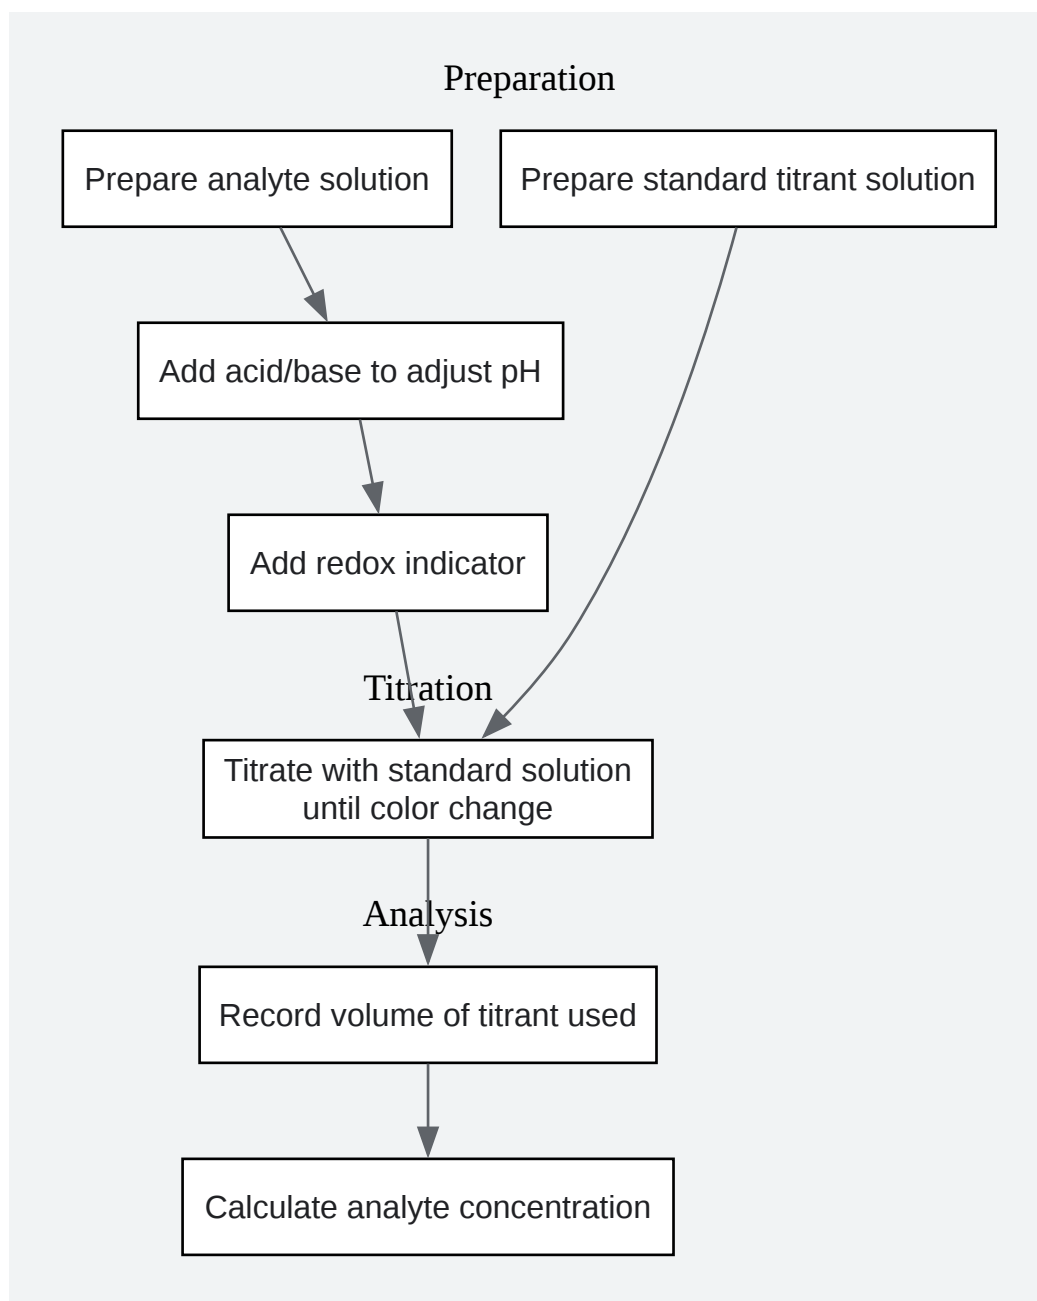 Preparation
Prepare analyte solution
Prepare standard titrant solution
Add acid/base to adjust pH
Add redox indicator
Titration
Titrate with standard solution
until color change
Analysis
Record volume of titrant used
Calculate analyte concentration